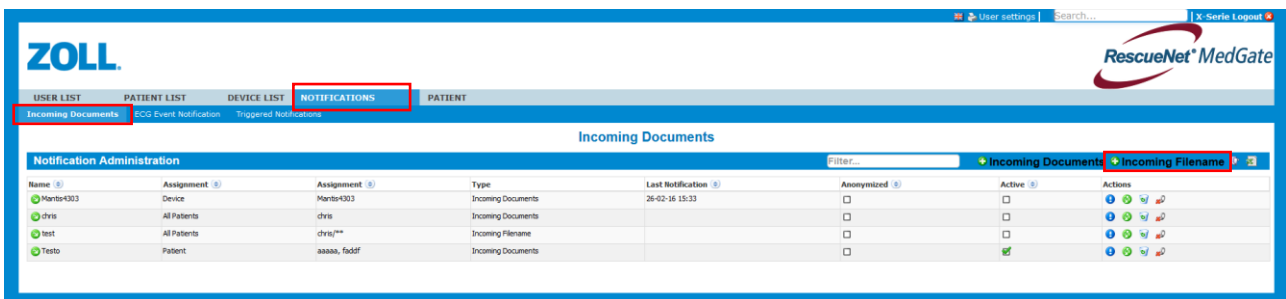 User settings | Search... | X-Serie Logout
ZOLL.
RescueNet® MedGate
USER LIST PATIENT LIST DEVICE LIST NOTIFICATIONS PATIENT
Incoming Documents ECG Event Notification Triggered Notifications
Incoming Documents
Notification Administration Filter... Incoming Documents Incoming Filename
Name Assignment Assignment Type Last Notification Anonymized Active Actions
Mantis4303 Device Mantis4303 Incoming Documents 26-02-16 15:33
chris All Patients chris Incoming Documents
test All Patients chris/** Incoming Filename
Testo Patient aaaaa, faddf Incoming Documents